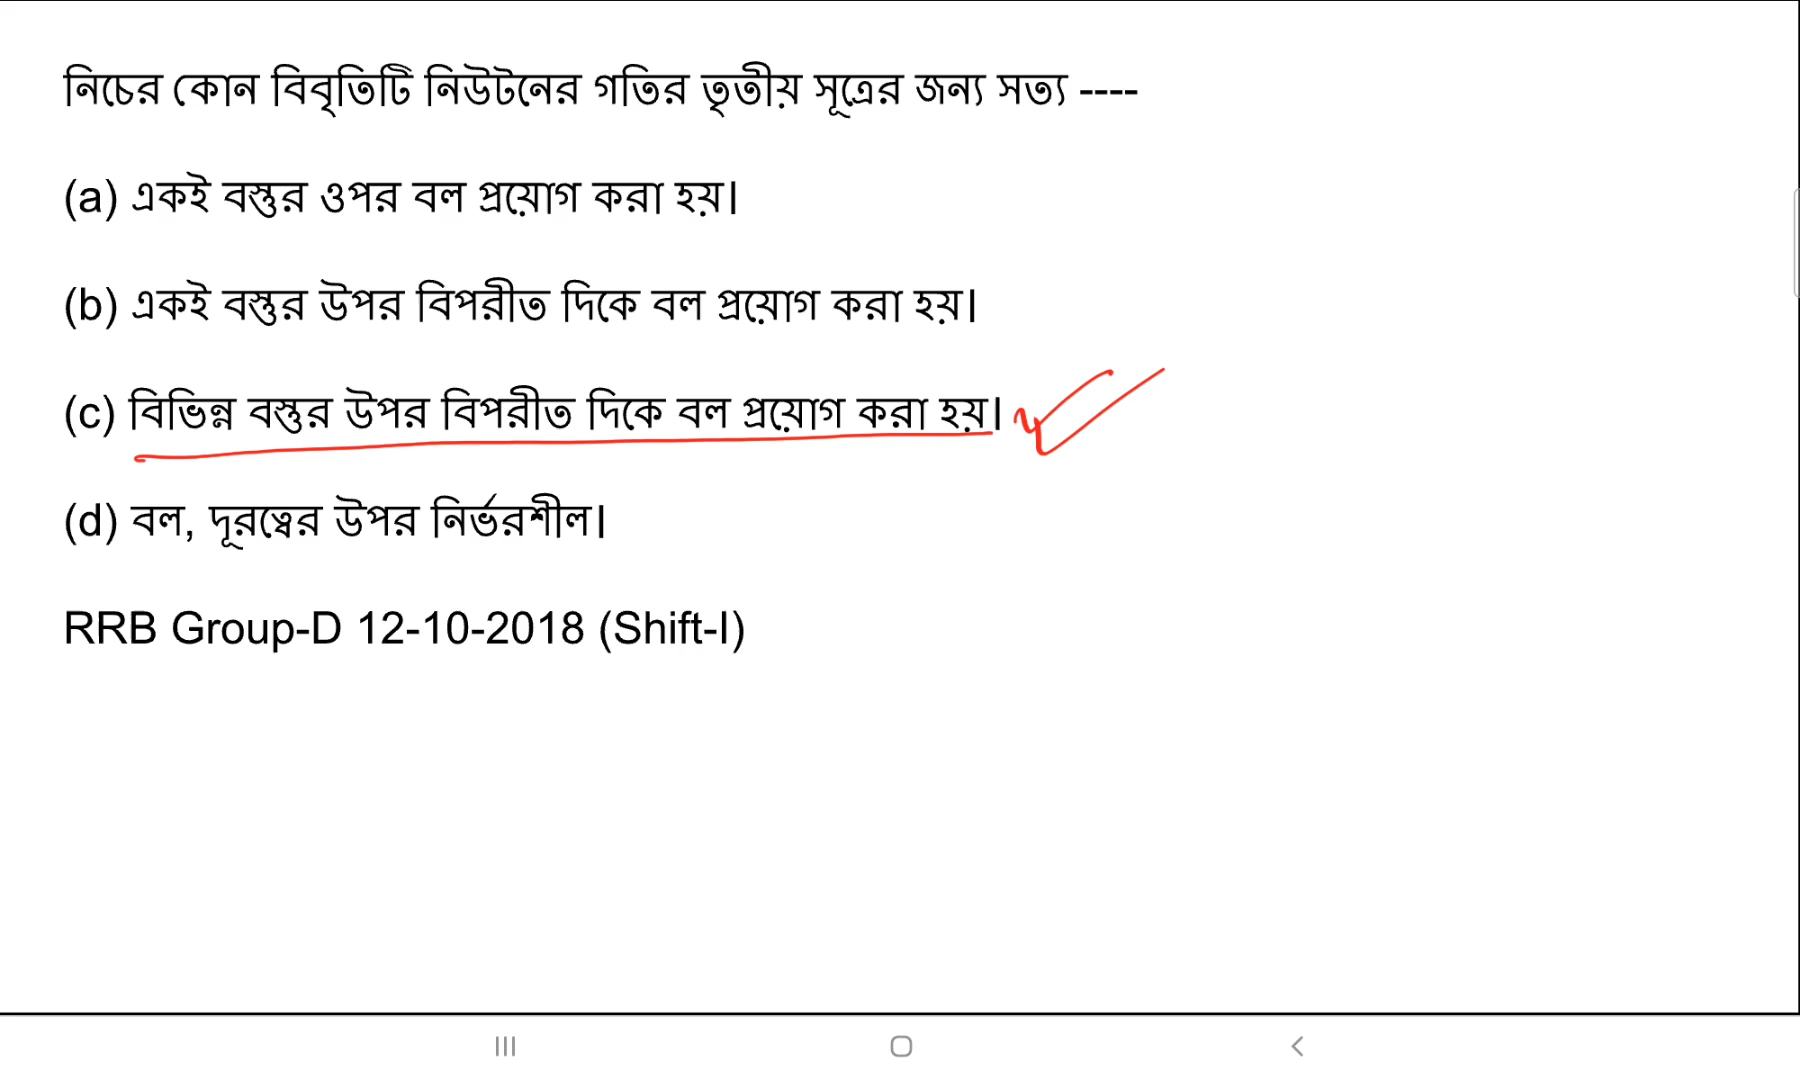 নিচের কোন বিবৃতিটি নিউটনের গতির তৃতীয় সূত্রের জন্য সত্য ----
(a) একই বস্তুর ওপর বল প্রয়োগ করা হয়।
(b) একই বস্তুর উপর বিপরীত দিকে বল প্রয়োগ করা হয়।
(c) বিভিন্ন বস্তুর উপর বিপরীত দিকে বল প্রয়োগ করা হয়।
(d) বল, দূরত্বের উপর নির্ভরশীল।
RRB Group-D 12-10-2018 (Shift-I)